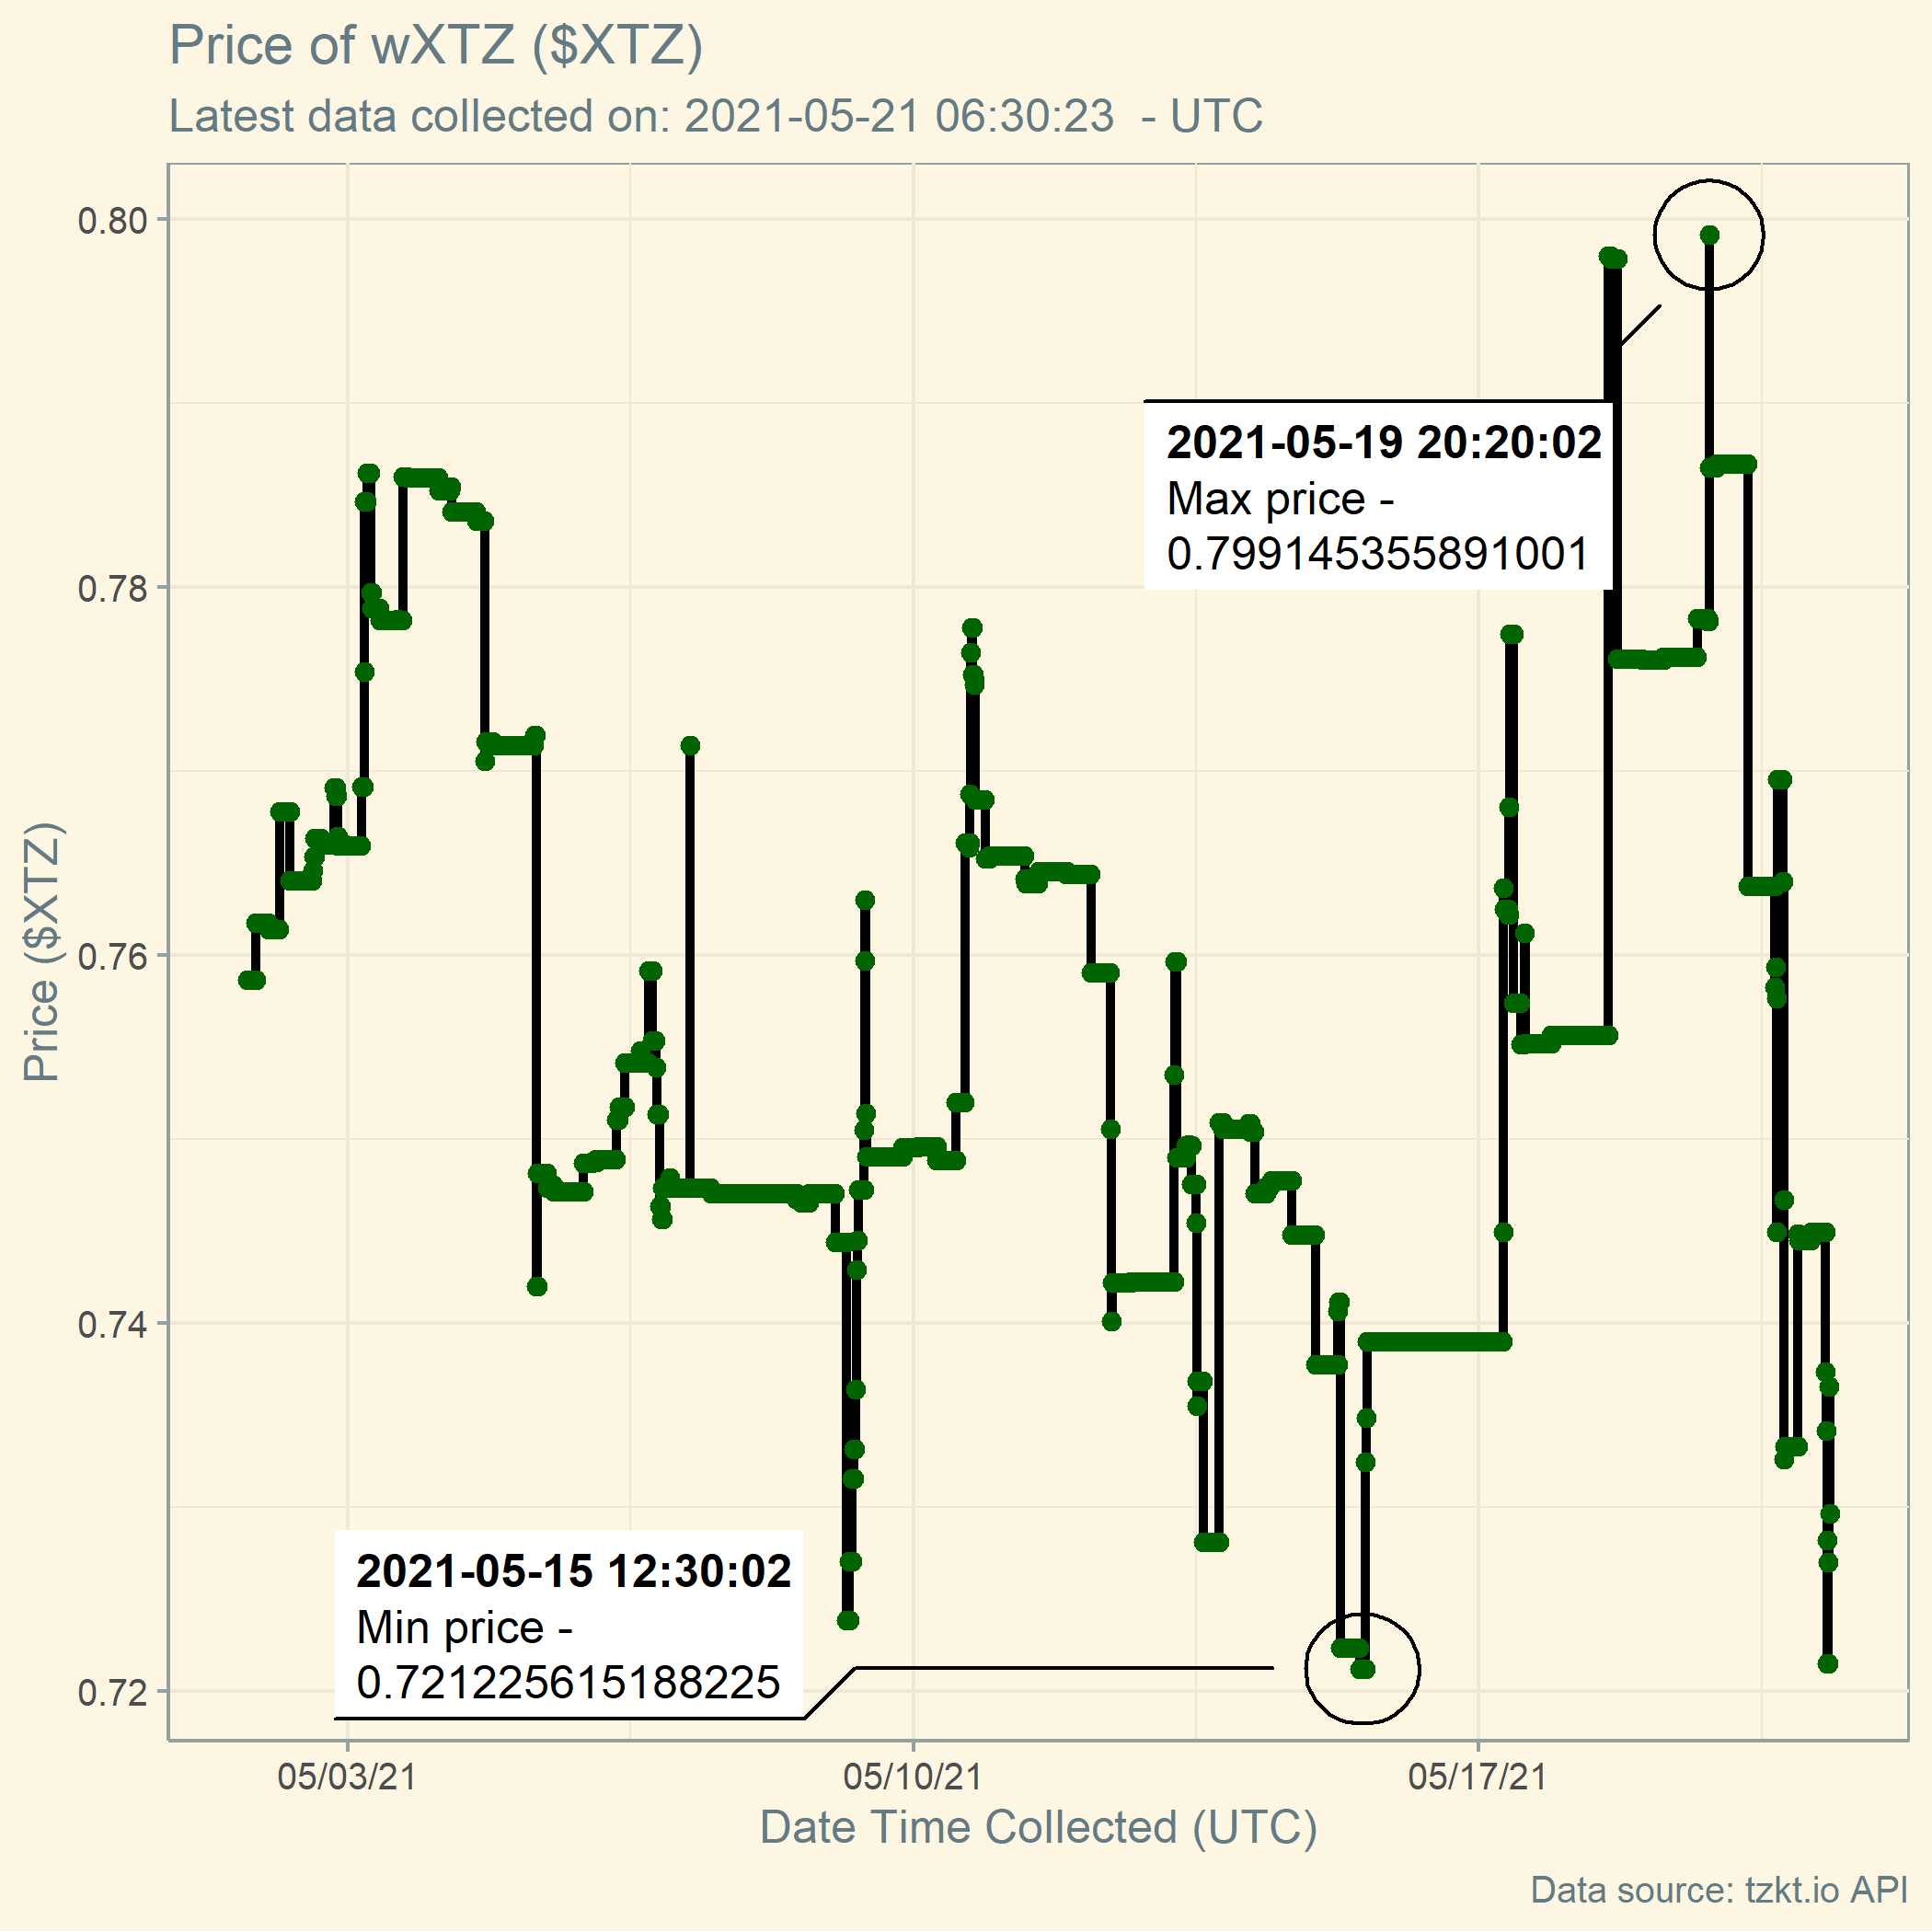 Price of wXTZ ($XTZ)
Latest data collected on: 2021-05-21 06:30:23  - UTC
0.80
0.78
0.76
0.74
0.72
Price ($XTZ)
2021-05-19 20:20:02
Max price -
0.799145355891001
2021-05-15 12:30:02
Min price -
0.721225615188225
05/03/21
05/10/21
05/17/21
Date Time Collected (UTC)
Data source: tzkt.io API